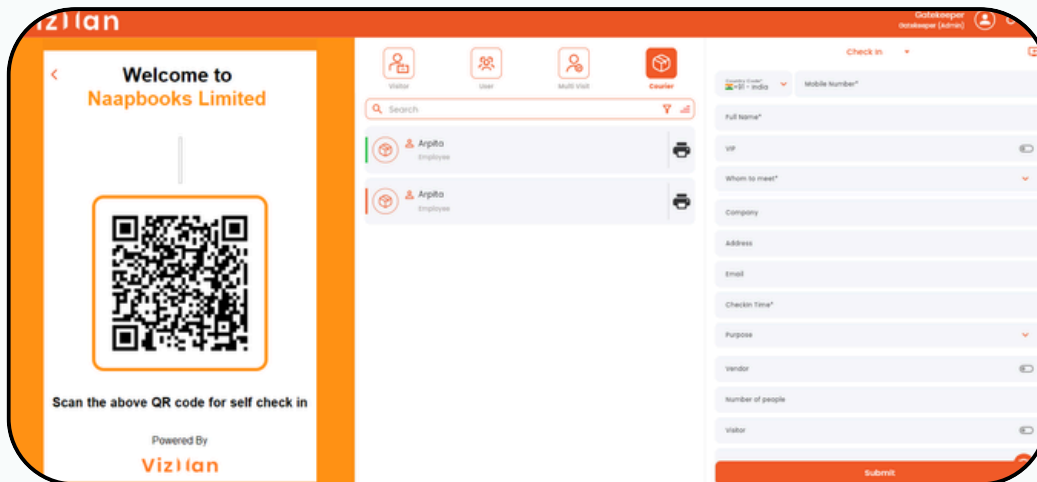 Gatekeeper
Gatekeeper (Admin)
Welcome to
Naapbooks Limited
Scan the above QR code for self check in
Powered By
Vizman
Visitor
User
Multi Visit
Courier
Search
Arpita
Employee
Arpita
Employee
Check in
Country Code*
+91 - India
Mobile Number*
Full Name*
VIP
Whom to meet*
Company
Address
Email
Checkin Time*
Purpose
Vendor
Number of people
Visitor
Submit